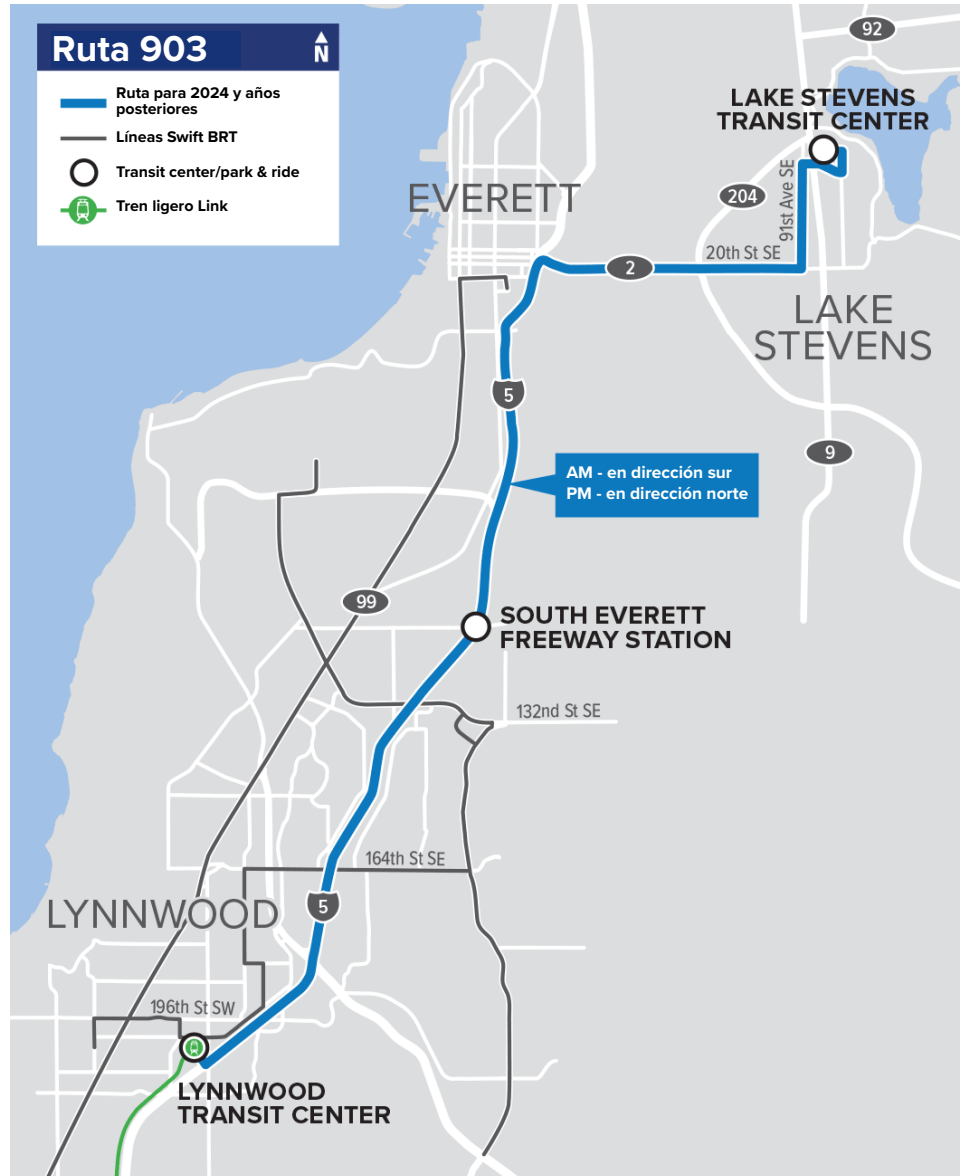 Ruta 903
N
Ruta para 2024 y años
posteriores
Líneas Swift BRT
Transit center/park & ride
Tren ligero Link
92
LAKE STEVENS
TRANSIT CENTER
EVERETT
204
91st Ave SE
20th St SE
2
LAKE
STEVENS
5
9
AM - en dirección sur
PM - en dirección norte
99
SOUTH EVERETT
FREEWAY STATION
132nd St SE
164th St SE
5
LYNNWOOD
196th St SW
LYNNWOOD
TRANSIT CENTER